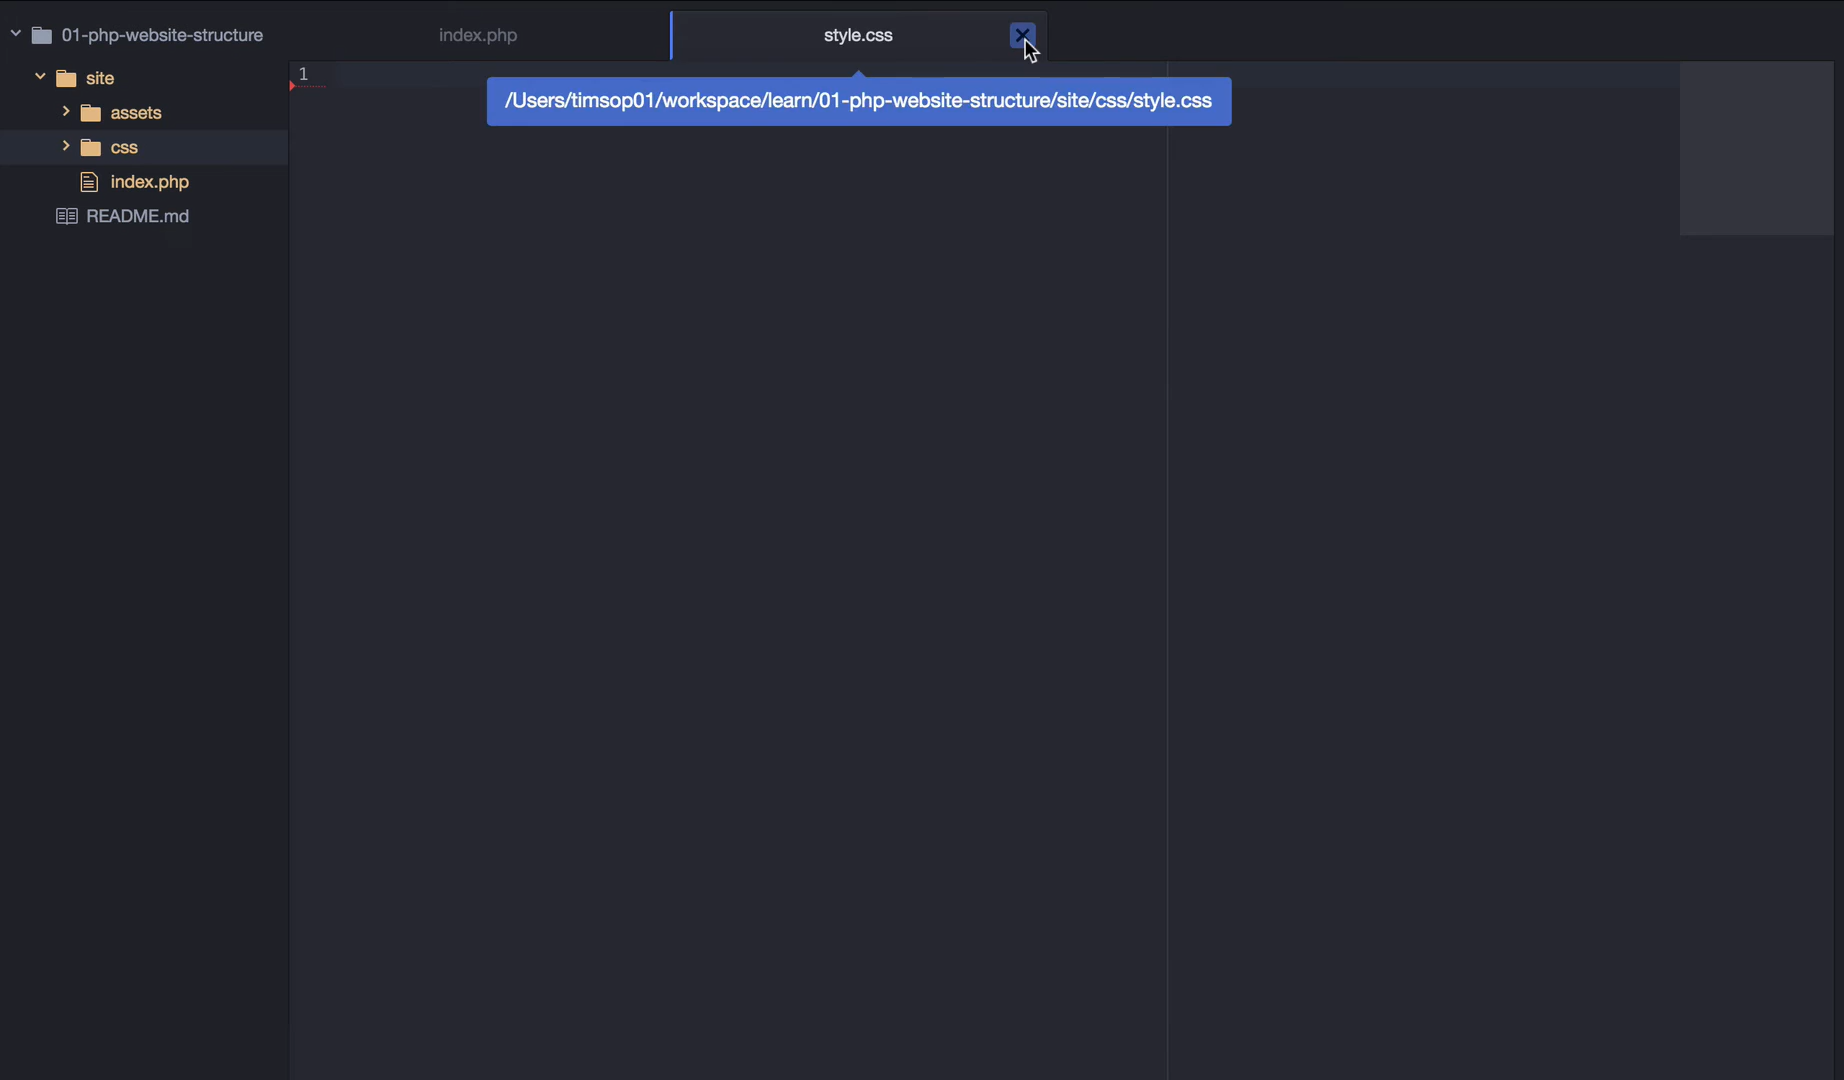 01-php-website-structure
index.php
style.css
site
1
/Users/timsop01/workspace/learn/01-php-website-structure/site/css/style.css
assets
css
index.php
README.md